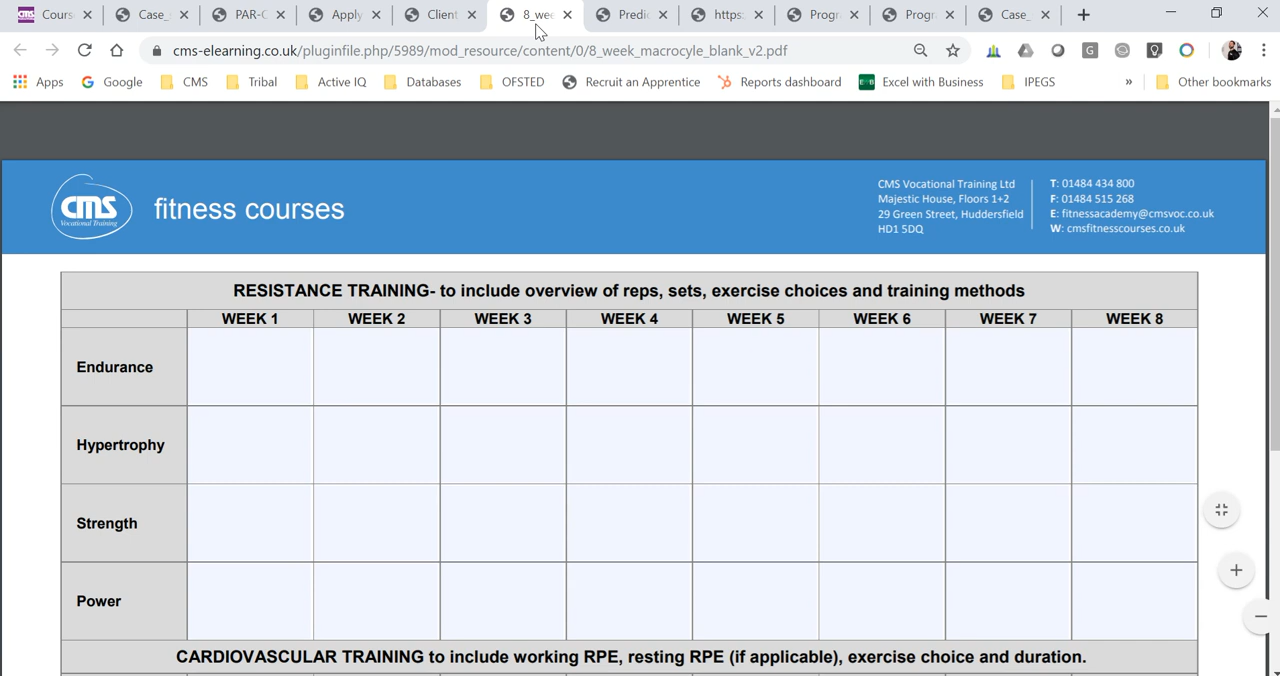 Cours
Case_
PAR-C
Apply
Client
8_wee
Predic
https:
Progr
Progr
Case_
cms-elearning.co.uk/pluginfile.php/5989/mod_resource/content/0/8_week_macrocyle_blank_v2.pdf
Apps
Google
CMS
Tribal
Active IQ
Databases
OFSTED
Recruit an Apprentice
Reports dashboard
Excel with Business
IPEGS
»
Other bookmarks
cms
Vocational Training
fitness courses
CMS Vocational Training Ltd
Majestic House, Floors 1+2
29 Green Street, Huddersfield
HD1 5DQ
T: 01484 434 800
F: 01484 515 268
E: fitnessacademy@cmsvoc.co.uk
W: cmsfitnesscourses.co.uk
RESISTANCE TRAINING- to include overview of reps, sets, exercise choices and training methods
WEEK 1 WEEK 2 WEEK 3 WEEK 4 WEEK 5 WEEK 6 WEEK 7 WEEK 8
Endurance
Hypertrophy
Strength
Power
CARDIOVASCULAR TRAINING to include working RPE, resting RPE (if applicable), exercise choice and duration.